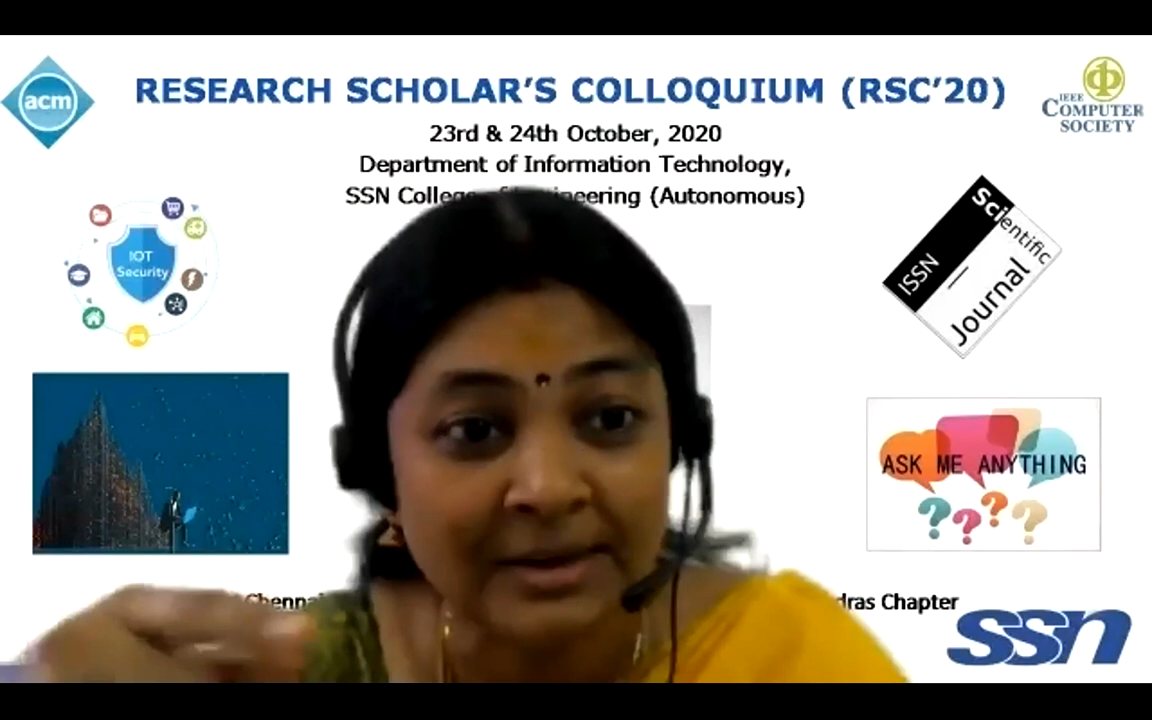 acm
RESEARCH SCHOLAR'S COLLOQUIUM (RSC'20)
IEEE
COMPUTER
SOCIETY
23rd & 24th October, 2020
Department of Information Technology,
SSN College of Engineering (Autonomous)
IOT
Security
ISSN
Scientific
Journal
ASK ME ANYTHING
Chennai
Chapter
ssn